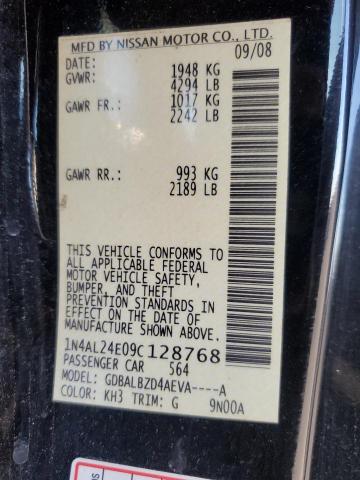 MFD BY NISSAN MOTOR CO., LTD.
DATE: 09/08
GVWR: 1948 KG
4294 LB
GAWR FR.: 1017 KG
2242 LB
GAWR RR.: 993 KG
2189 LB
THIS VEHICLE CONFORMS TO
ALL APPLICABLE FEDERAL
MOTOR VEHICLE SAFETY,
BUMPER, AND THEFT
PREVENTION STANDARDS IN
EFFECT ON THE DATE OF
MANUFACTURE SHOWN ABOVE.
1N4AL24E09C128768
PASSENGER CAR 564
MODEL: GDBALBZD4AEVA----A
COLOR: KH3 TRIM: G 9N00A